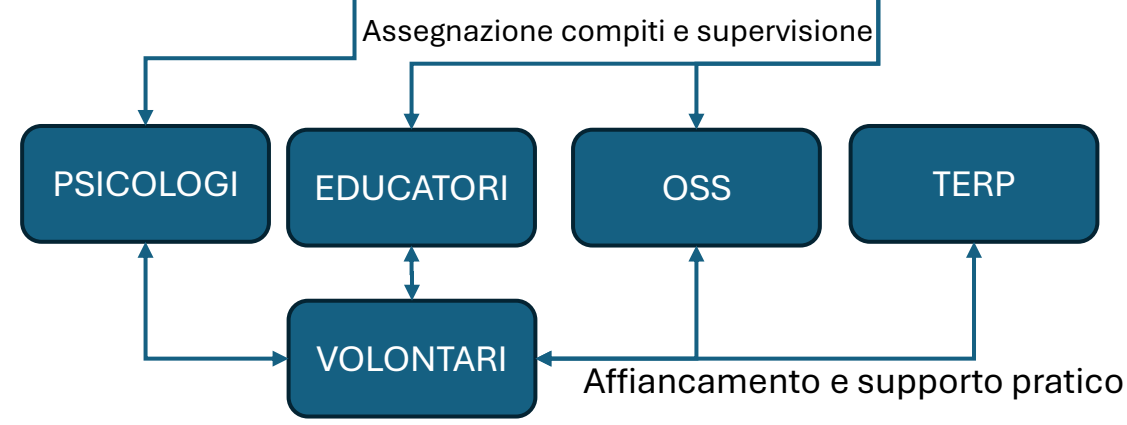 Assegnazione compiti e supervisione
PSICOLOGI
EDUCATORI
OSS
TERP
VOLONTARI
Affiancamento e supporto pratico